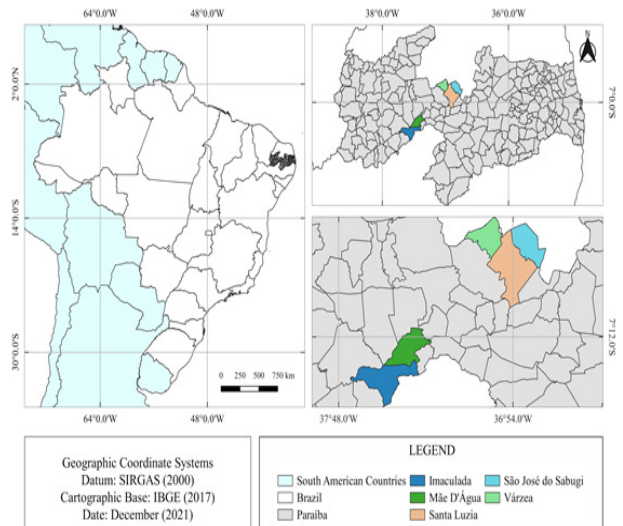 64°0.0'W 48°0.0'W
38°0.0'W 36°0.0'W
N
2°0.0'N
14°0.0'S
30°0.0'S
7°0.0'S
7°12.0'S
0 250 500 750 km
64°0.0'W 48°0.0'W
37°48.0'W 36°54.0'W
Geographic Coordinate Systems
Datum: SIRGAS (2000)
Cartographic Base: IBGE (2017)
Date: December (2021)
LEGEND
South American Countries Imaculada São José do Sabugi
Brazil Mãe D'Água Várzea
Paraíba Santa Luzia